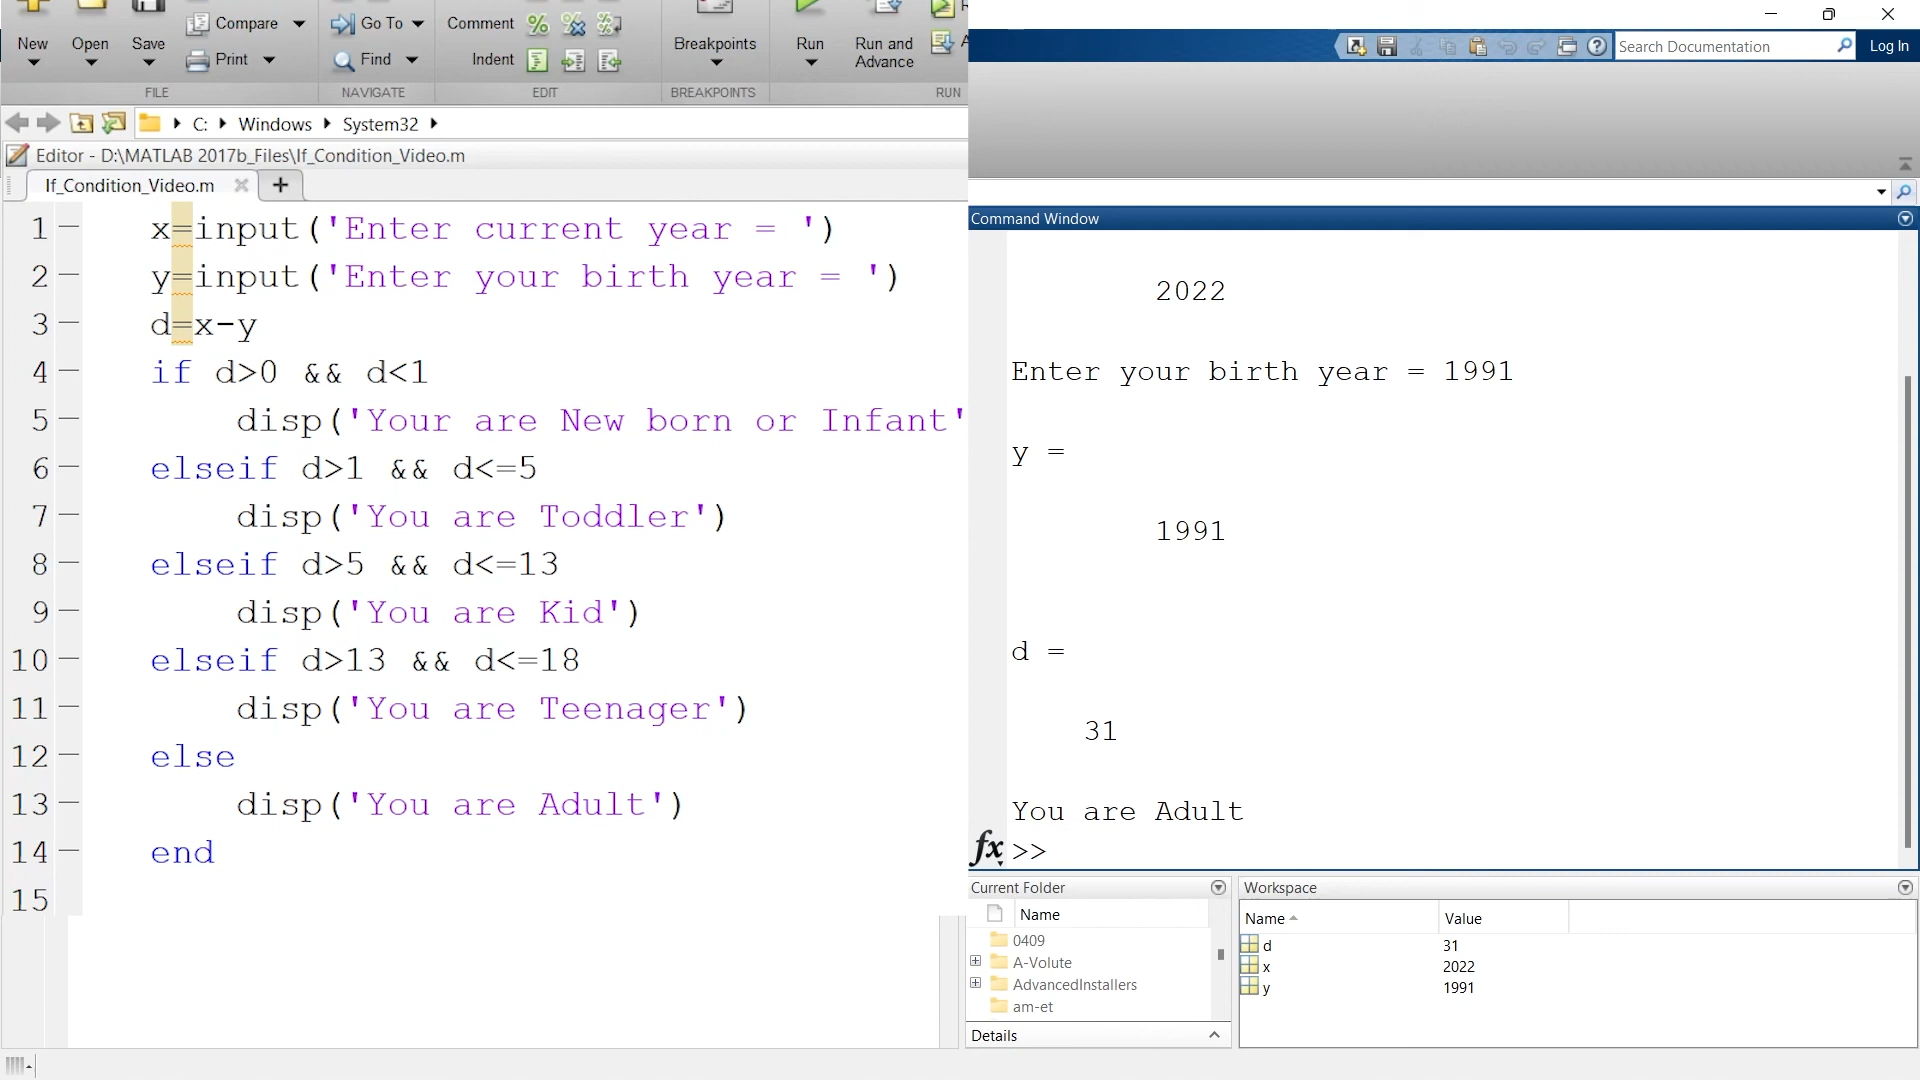 Compare
Go To
Comment
New
Open
Save
Print
Find
Indent
Breakpoints
Run
Run and
Advance
FILE
NAVIGATE
EDIT
BREAKPOINTS
RUN
Search Documentation
Log In
C:
Windows
System32
Editor - D:\MATLAB 2017b_Files\If_Condition_Video.m
If_Condition_Video.m
+
1 x=input('Enter current year = ')
2 y=input('Enter your birth year = ')
3 d=x-y
4 if d>0 && d<1
5 disp('Your are New born or Infant'
6 elseif d>1 && d<=5
7 disp('You are Toddler')
8 elseif d>5 && d<=13
9 disp('You are Kid')
10 elseif d>13 && d<=18
11 disp('You are Teenager')
12 else
13 disp('You are Adult')
14 end
15
Command Window
2022
Enter your birth year = 1991
y =
1991
d =
31
You are Adult
fx >>
Current Folder
Name
0409
A-Volute
AdvancedInstallers
am-et
Details
Workspace
Name Value
d 31
x 2022
y 1991